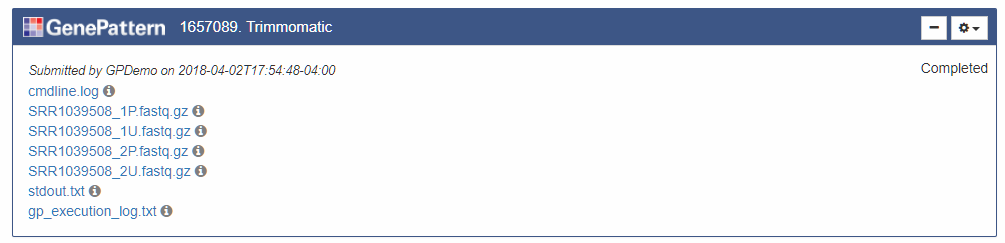 GenePattern 1657089. Trimmomatic
Submitted by GPDemo on 2018-04-02T17:54:48-04:00 Completed
cmdline.log
SRR1039508_1P.fastq.gz
SRR1039508_1U.fastq.gz
SRR1039508_2P.fastq.gz
SRR1039508_2U.fastq.gz
stdout.txt
gp_execution_log.txt